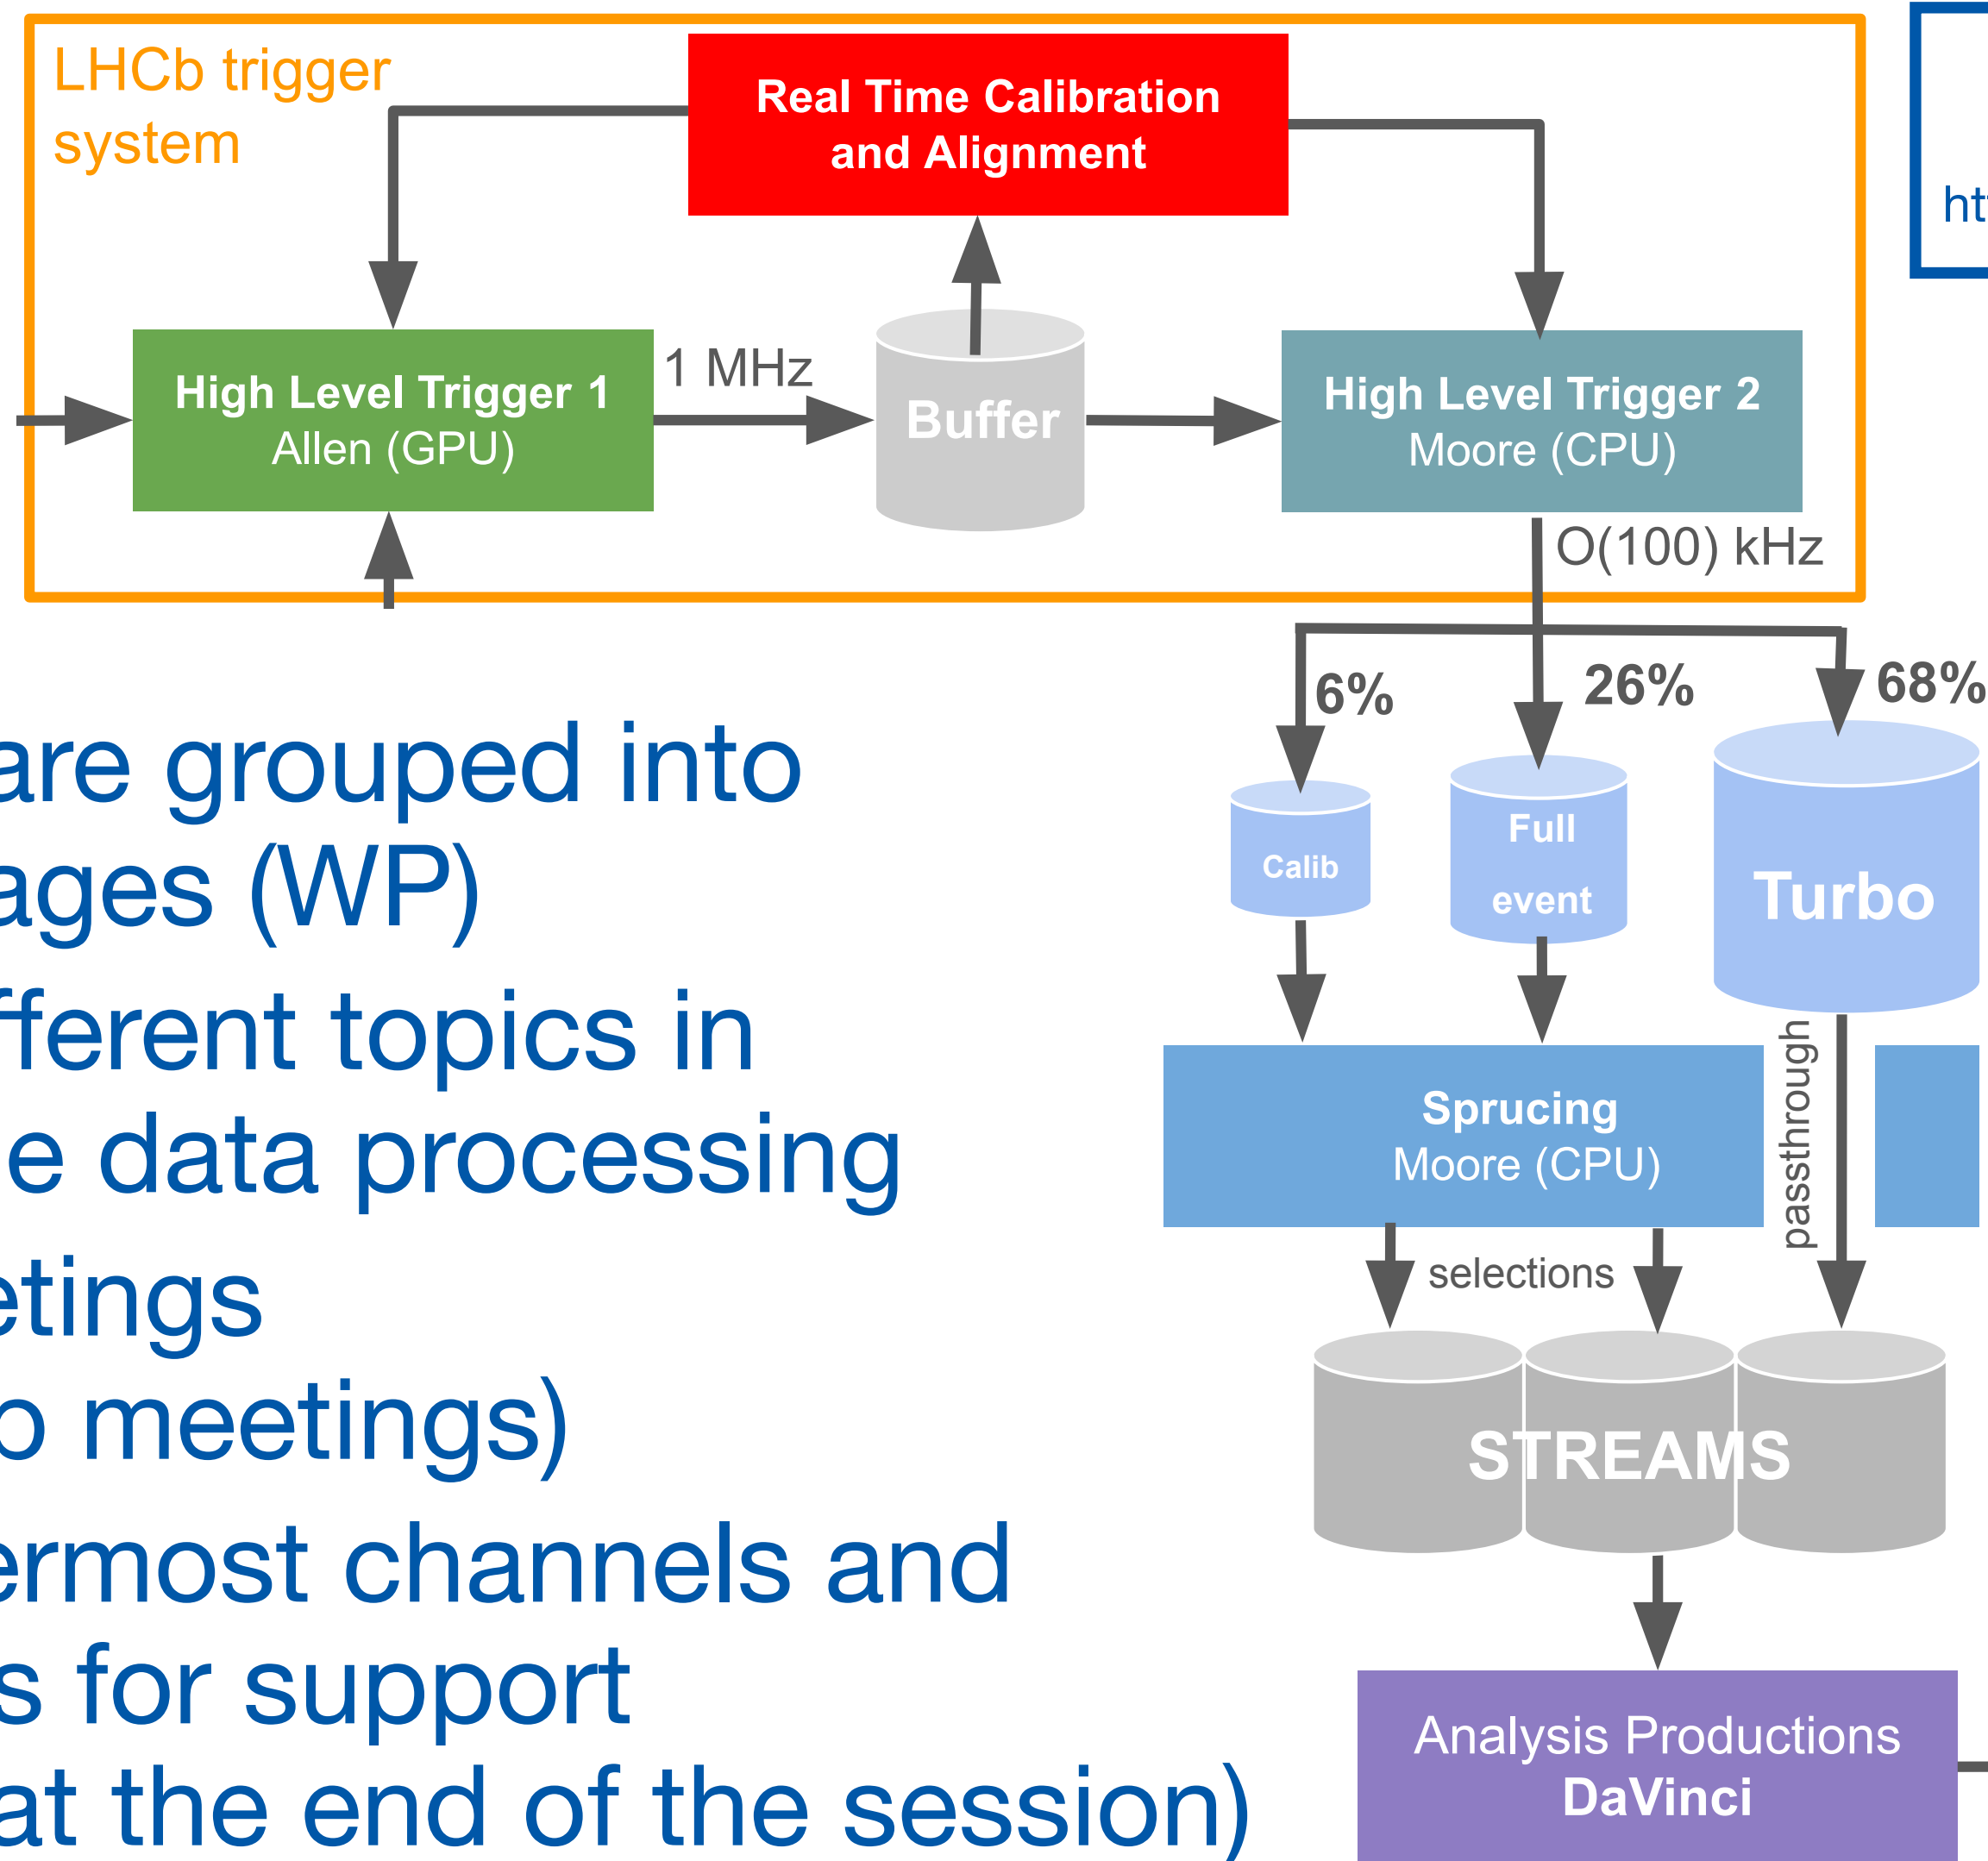 LHCb trigger
system
Real Time Calibration
and Alignment
High Level Trigger 1
Allen (GPU)
1 MHz
Buffer
High Level Trigger 2
Moore (CPU)
O(100) kHz
6%
26%
68%
Calib
Full
event
Turbo
passthrough
Sprucing
Moore (CPU)
selections
STREAMS
Analysis Productions
DaVinci
are grouped into
ages (WP)
fferent topics in
e data processing
etings
o meetings)
ermost channels and
s for support
at the end of the session)